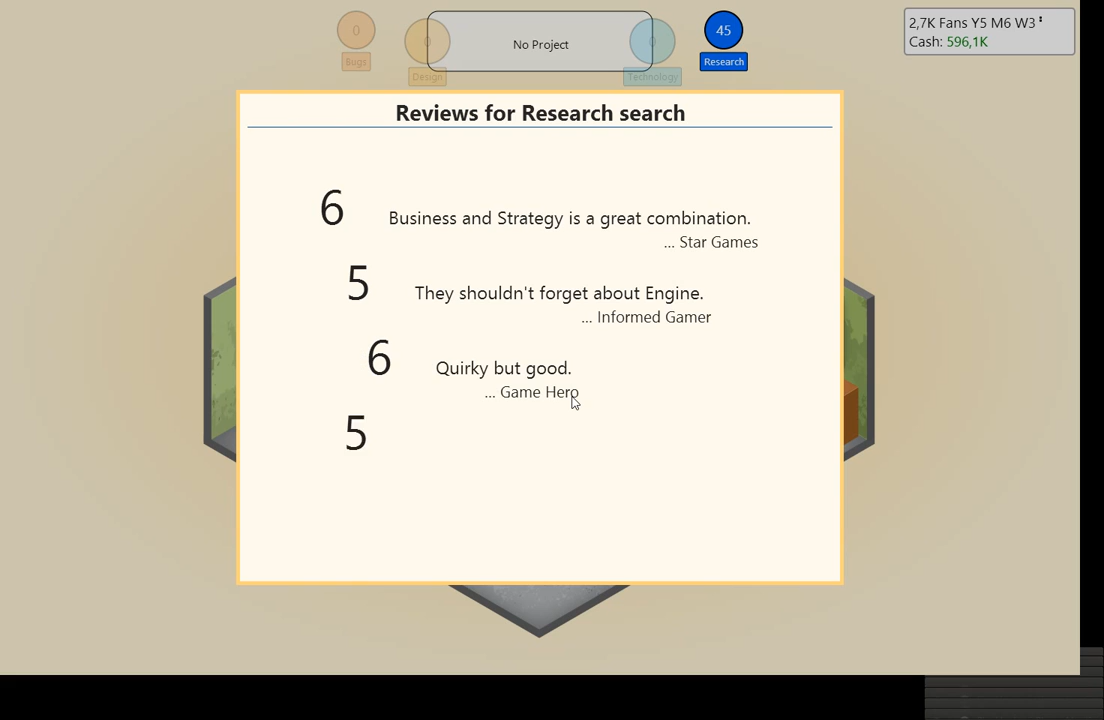 0
Bugs
0
Design
No Project
0
Technology
45
Research
2,7K Fans Y5 M6 W3
Cash: 596,1K
Reviews for Research search
6
Business and Strategy is a great combination.
... Star Games
5
They shouldn't forget about Engine.
... Informed Gamer
6
Quirky but good.
... Game Hero
5